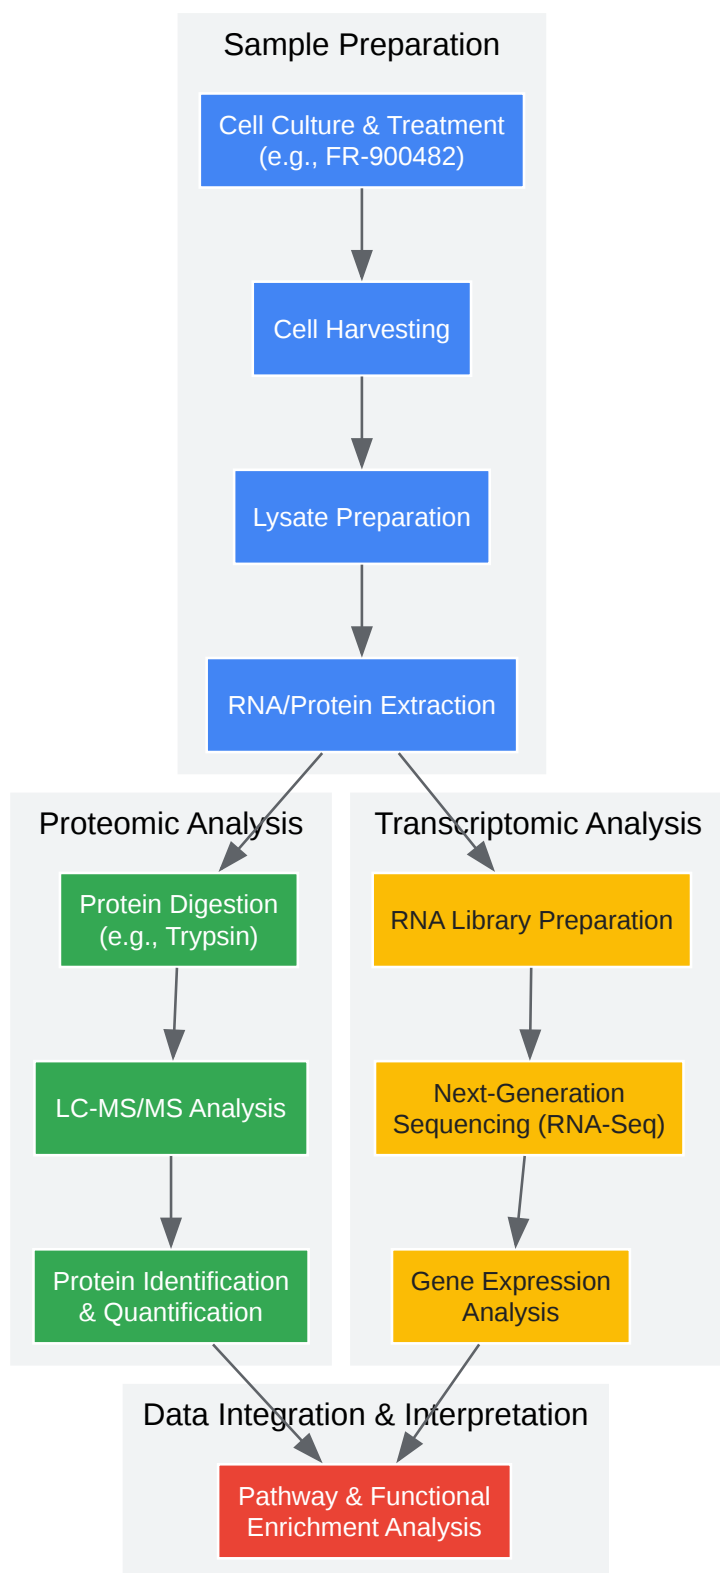 Sample Preparation
Cell Culture & Treatment
(e.g., FR-900482)
Cell Harvesting
Lysate Preparation
RNA/Protein Extraction
Proteomic Analysis
Protein Digestion
(e.g., Trypsin)
LC-MS/MS Analysis
Protein Identification
& Quantification
Transcriptomic Analysis
RNA Library Preparation
Next-Generation
Sequencing (RNA-Seq)
Gene Expression
Analysis
Data Integration & Interpretation
Pathway & Functional
Enrichment Analysis